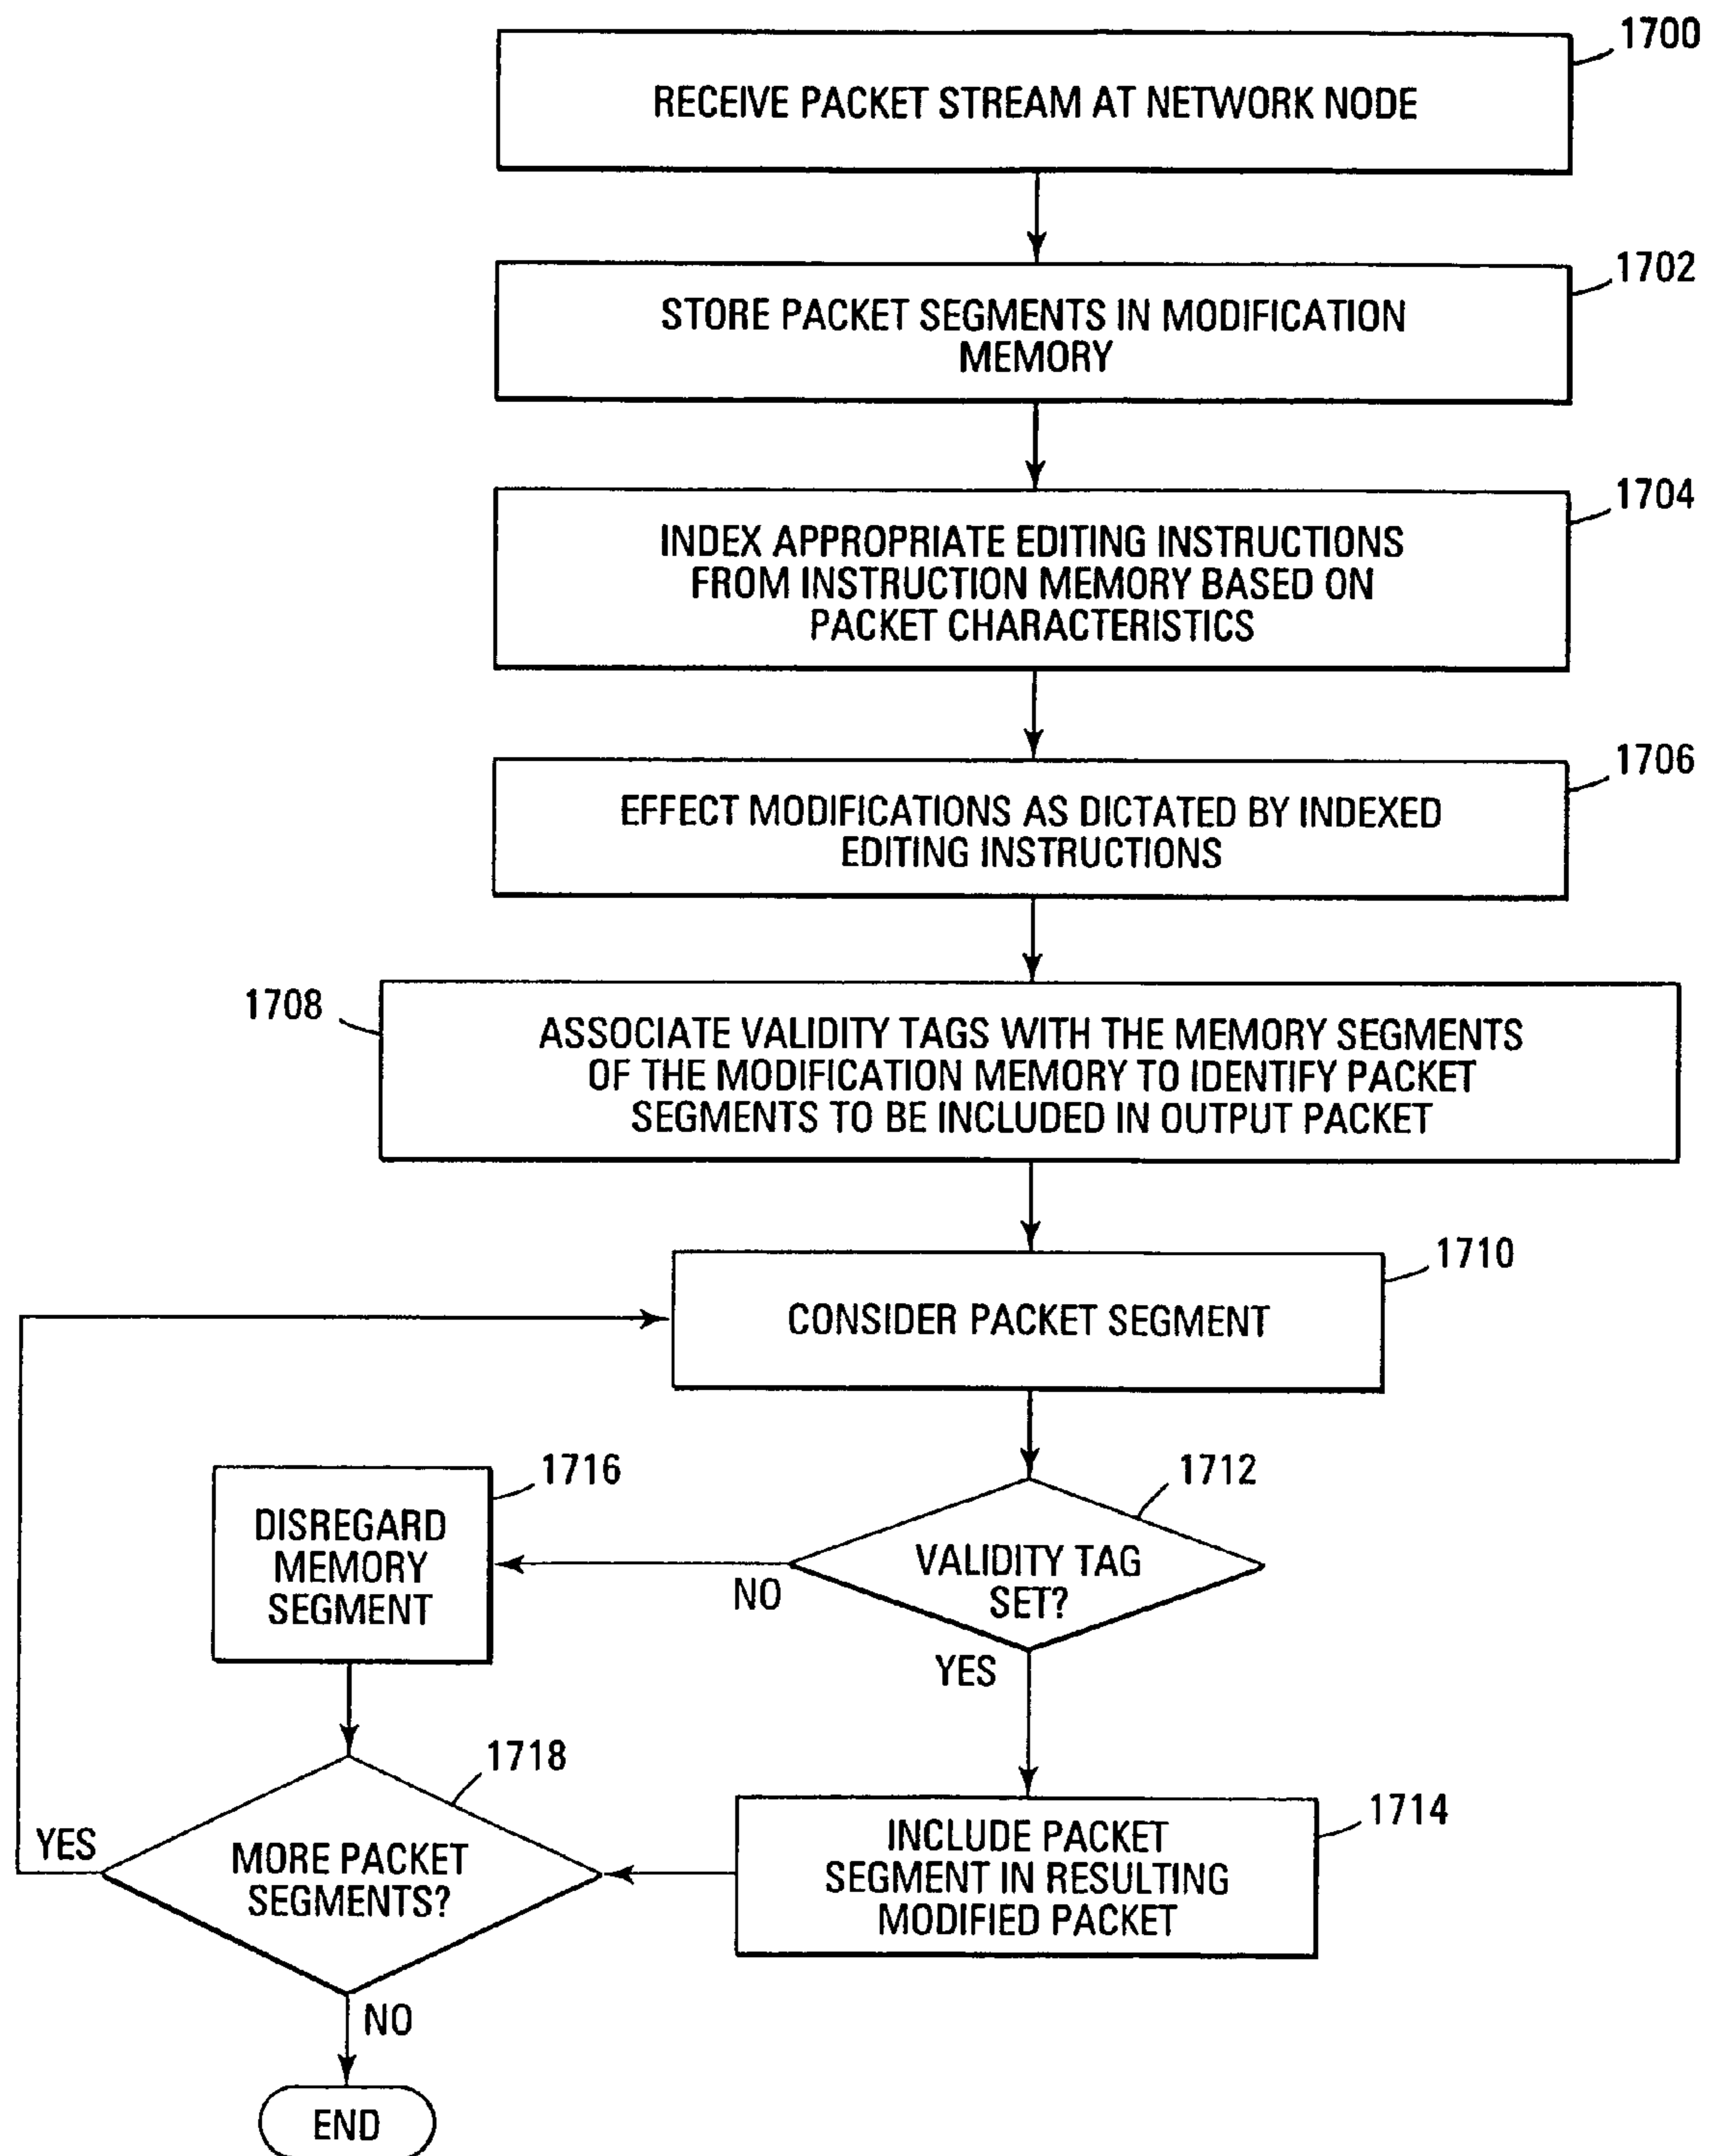 1700
RECEIVE PACKET STREAM AT NETWORK NODE
1702
STORE PACKET SEGMENTS IN MODIFICATION
MEMORY
1704
INDEX APPROPRIATE EDITING INSTRUCTIONS
FROM INSTRUCTION MEMORY BASED ON
PACKET CHARACTERISTICS
1706
EFFECT MODIFICATIONS AS DICTATED BY INDEXED
EDITING INSTRUCTIONS
1708
ASSOCIATE VALIDITY TAGS WITH THE MEMORY SEGMENTS
OF THE MODIFICATION MEMORY TO IDENTIFY PACKET
SEGMENTS TO BE INCLUDED IN OUTPUT PACKET
1710
CONSIDER PACKET SEGMENT
1712
VALIDITY TAG
SET?
NO
YES
1716
DISREGARD
MEMORY
SEGMENT
1714
INCLUDE PACKET
SEGMENT IN RESULTING
MODIFIED PACKET
1718
MORE PACKET
SEGMENTS?
YES
NO
END